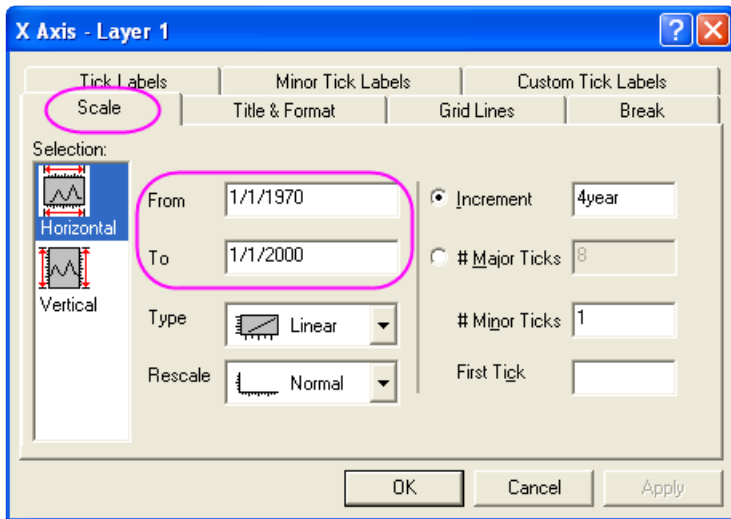 X Axis - Layer 1
Tick Labels
Minor Tick Labels
Custom Tick Labels
Scale
Title & Format
Grid Lines
Break
Selection:
Horizontal
Vertical
From
1/1/1970
To
1/1/2000
Type
Linear
Rescale
Normal
Increment
4year
# Major Ticks
8
# Minor Ticks
1
First Tick
OK
Cancel
Apply